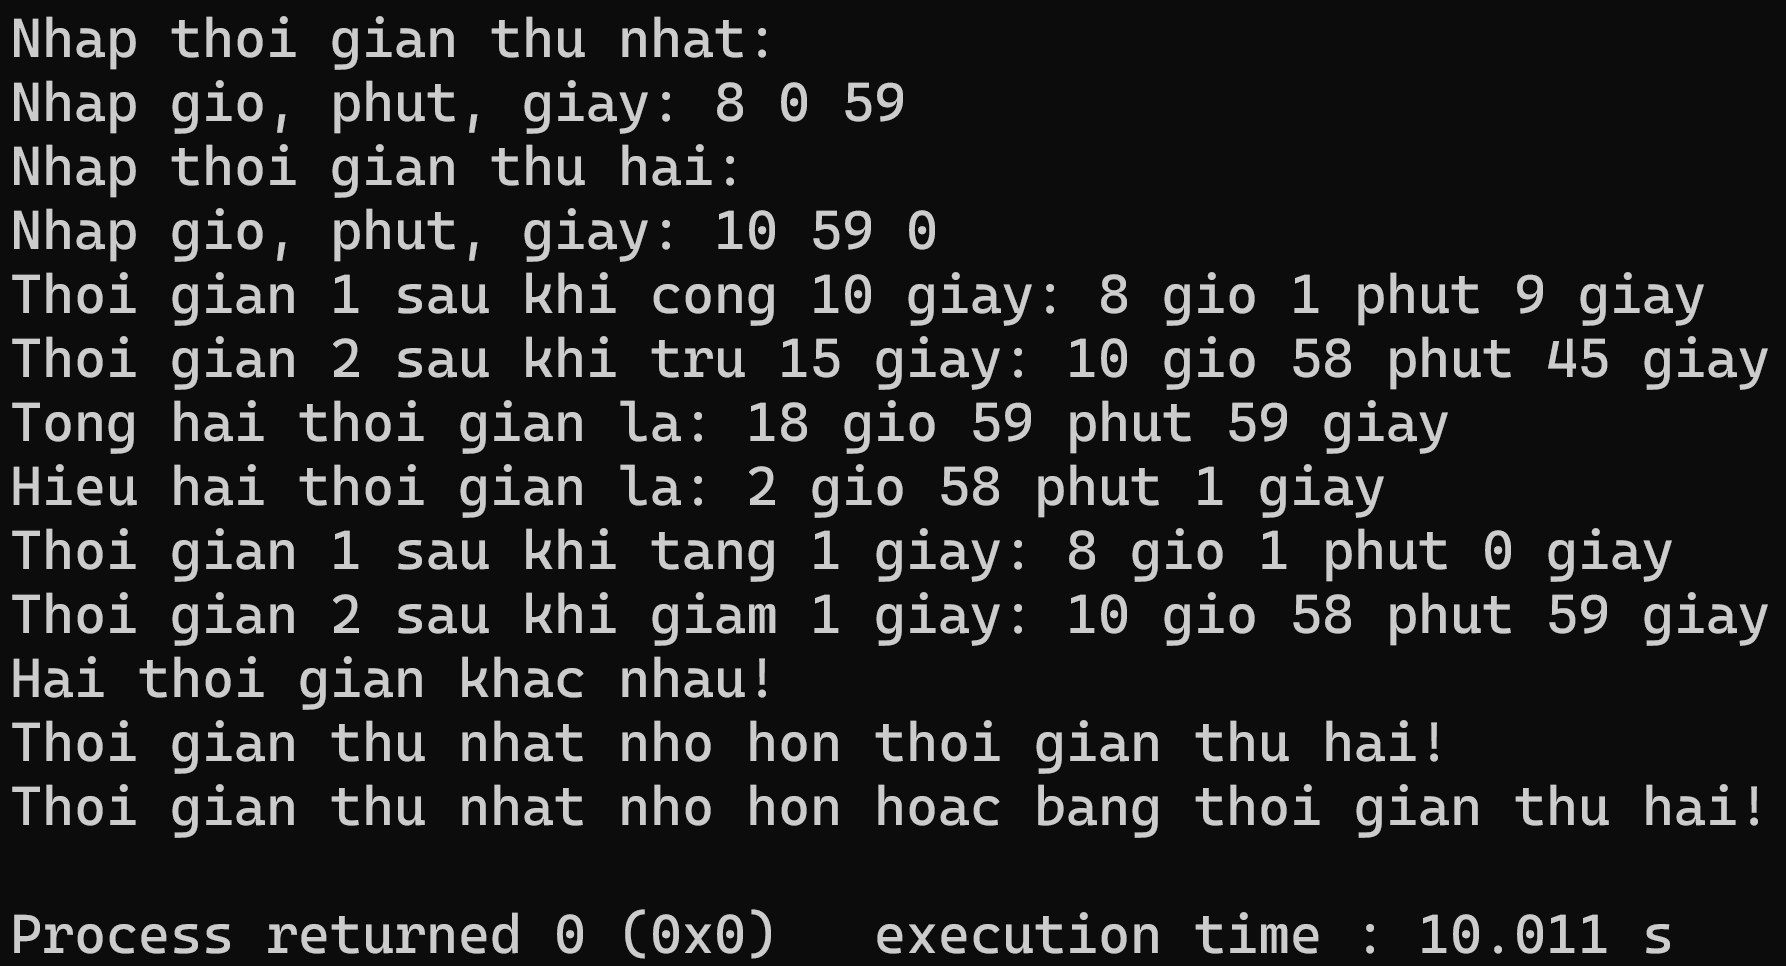 Nhap thoi gian thu nhat:
Nhap gio, phut, giay: 8 0 59
Nhap thoi gian thu hai:
Nhap gio, phut, giay: 10 59 0
Thoi gian 1 sau khi cong 10 giay: 8 gio 1 phut 9 giay
Thoi gian 2 sau khi tru 15 giay: 10 gio 58 phut 45 giay
Tong hai thoi gian la: 18 gio 59 phut 59 giay
Hieu hai thoi gian la: 2 gio 58 phut 1 giay
Thoi gian 1 sau khi tang 1 giay: 8 gio 1 phut 0 giay
Thoi gian 2 sau khi giam 1 giay: 10 gio 58 phut 59 giay
Hai thoi gian khac nhau!
Thoi gian thu nhat nho hon thoi gian thu hai!
Thoi gian thu nhat nho hon hoac bang thoi gian thu hai!
Process returned 0 (0x0)   execution time : 10.011 s